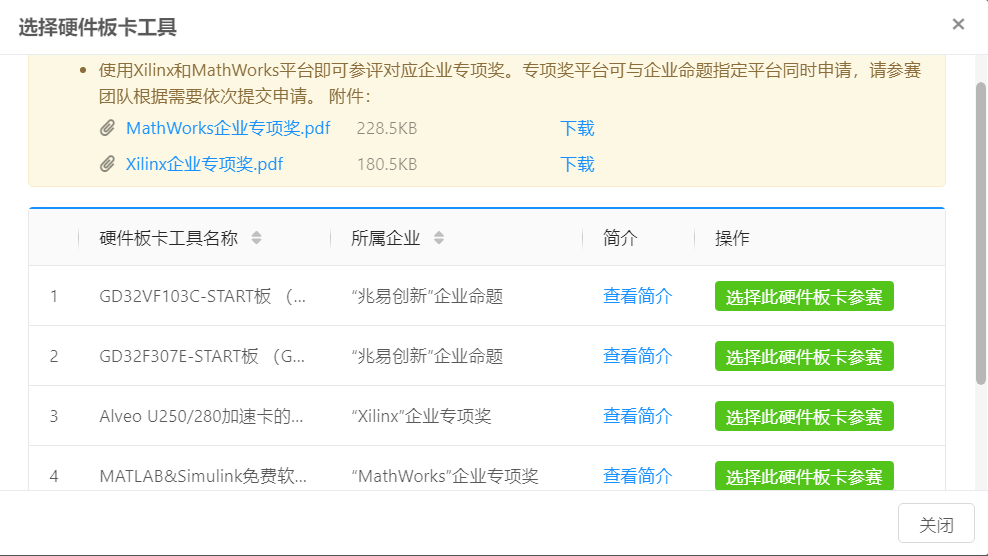 选择硬件板卡工具 ×
• 使用Xilinx和MathWorks平台即可参评对应企业专项奖。专项奖平台可与企业命题指定平台同时申请，请参赛
团队根据需要依次提交申请。 附件：
MathWorks企业专项奖.pdf 228.5KB 下载
Xilinx企业专项奖.pdf 180.5KB 下载
硬件板卡工具名称 所属企业 简介 操作
1 GD32VF103C-START板 （... “兆易创新”企业命题 查看简介 选择此硬件板卡参赛
2 GD32F307E-START板 （G... “兆易创新”企业命题 查看简介 选择此硬件板卡参赛
3 Alveo U250/280加速卡的... “Xilinx”企业专项奖 查看简介 选择此硬件板卡参赛
4 MATLAB&Simulink免费软... “MathWorks”企业专项奖 查看简介 选择此硬件板卡参赛
关闭